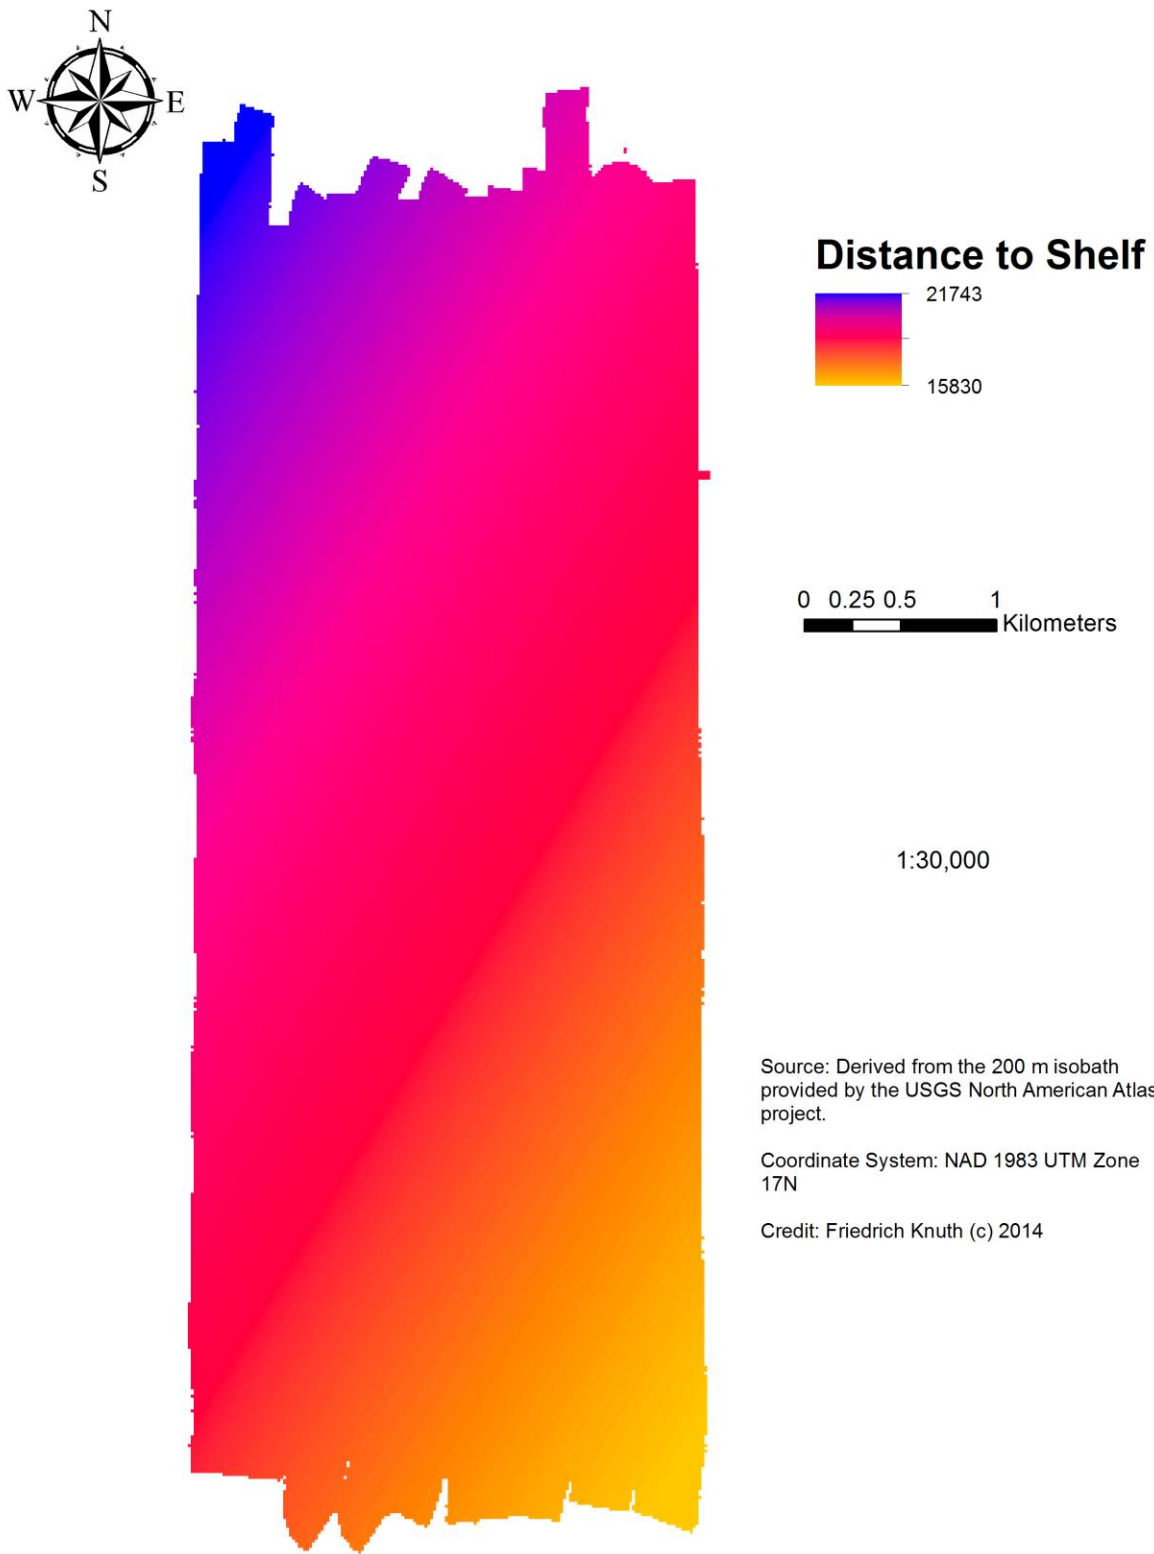 N
W E
S
Distance to Shelf
21743
15830
0 0.25 0.5 1
Kilometers
1:30,000
Source: Derived from the 200 m isobath
provided by the USGS North American Atlas
project.
Coordinate System: NAD 1983 UTM Zone
17N
Credit: Friedrich Knuth (c) 2014